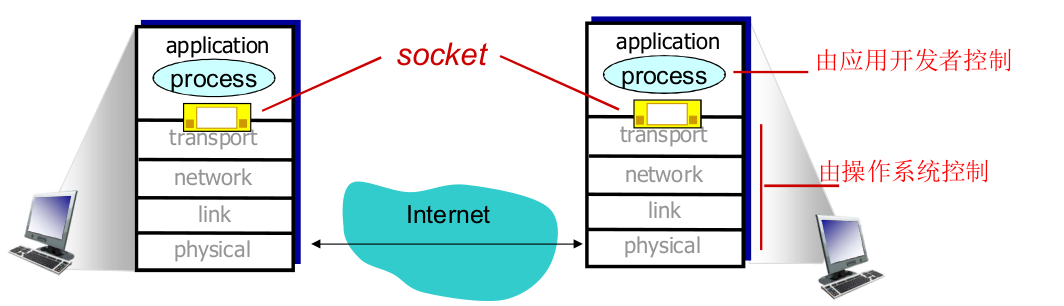 application
process
transport
network
link
physical
socket
Internet
application
process
transport
network
link
physical
由应用开发者控制
由操作系统控制